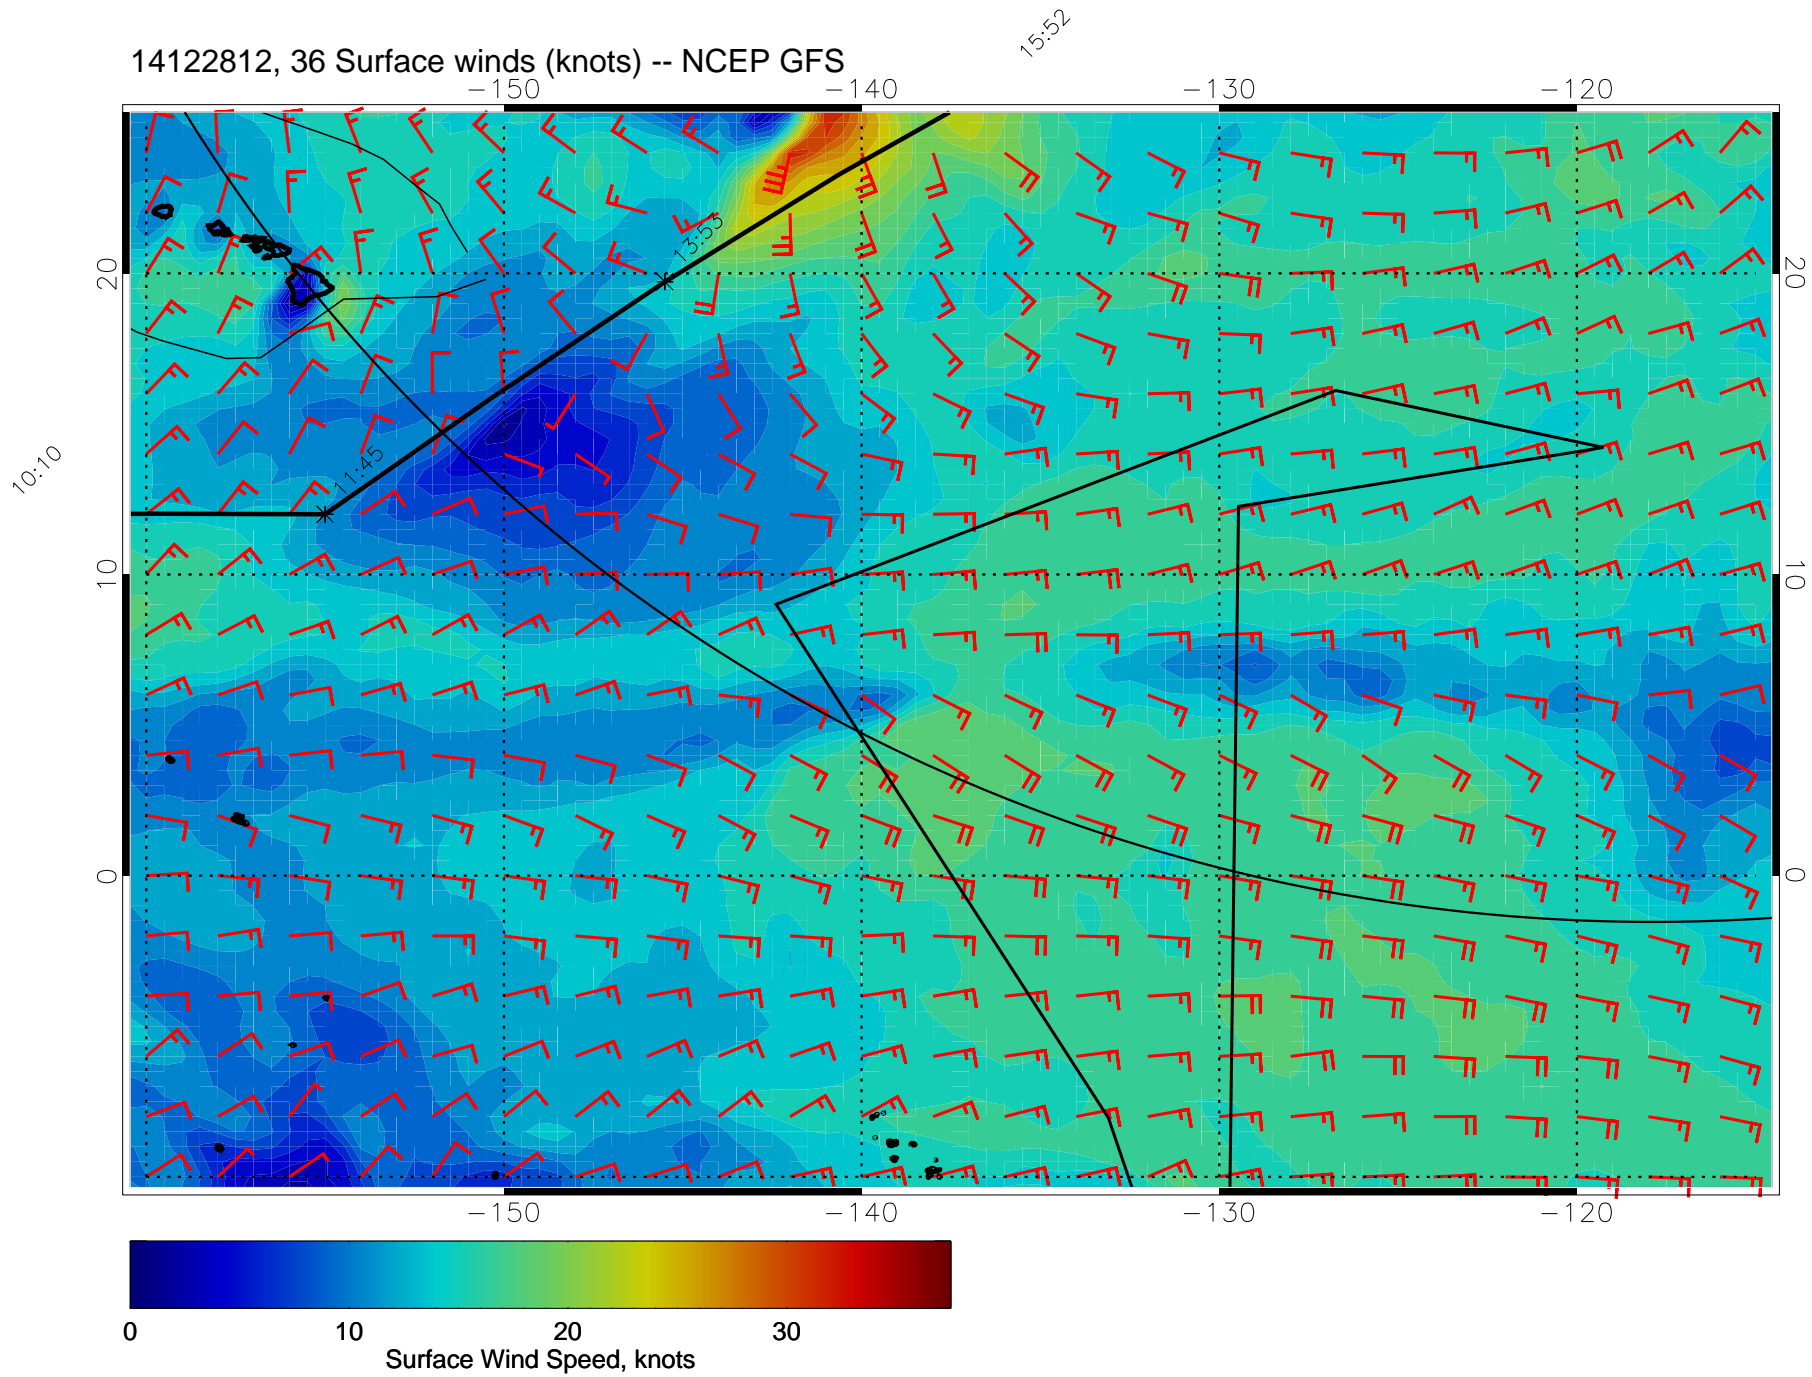 15:52
14122812, 36 Surface winds (knots) -- NCEP GFS
-150 -140 -130 -120
13:53
20 20
11:45
10:10
10 10
0 0
-150 -140 -130 -120
0 10 20 30
Surface Wind Speed, knots